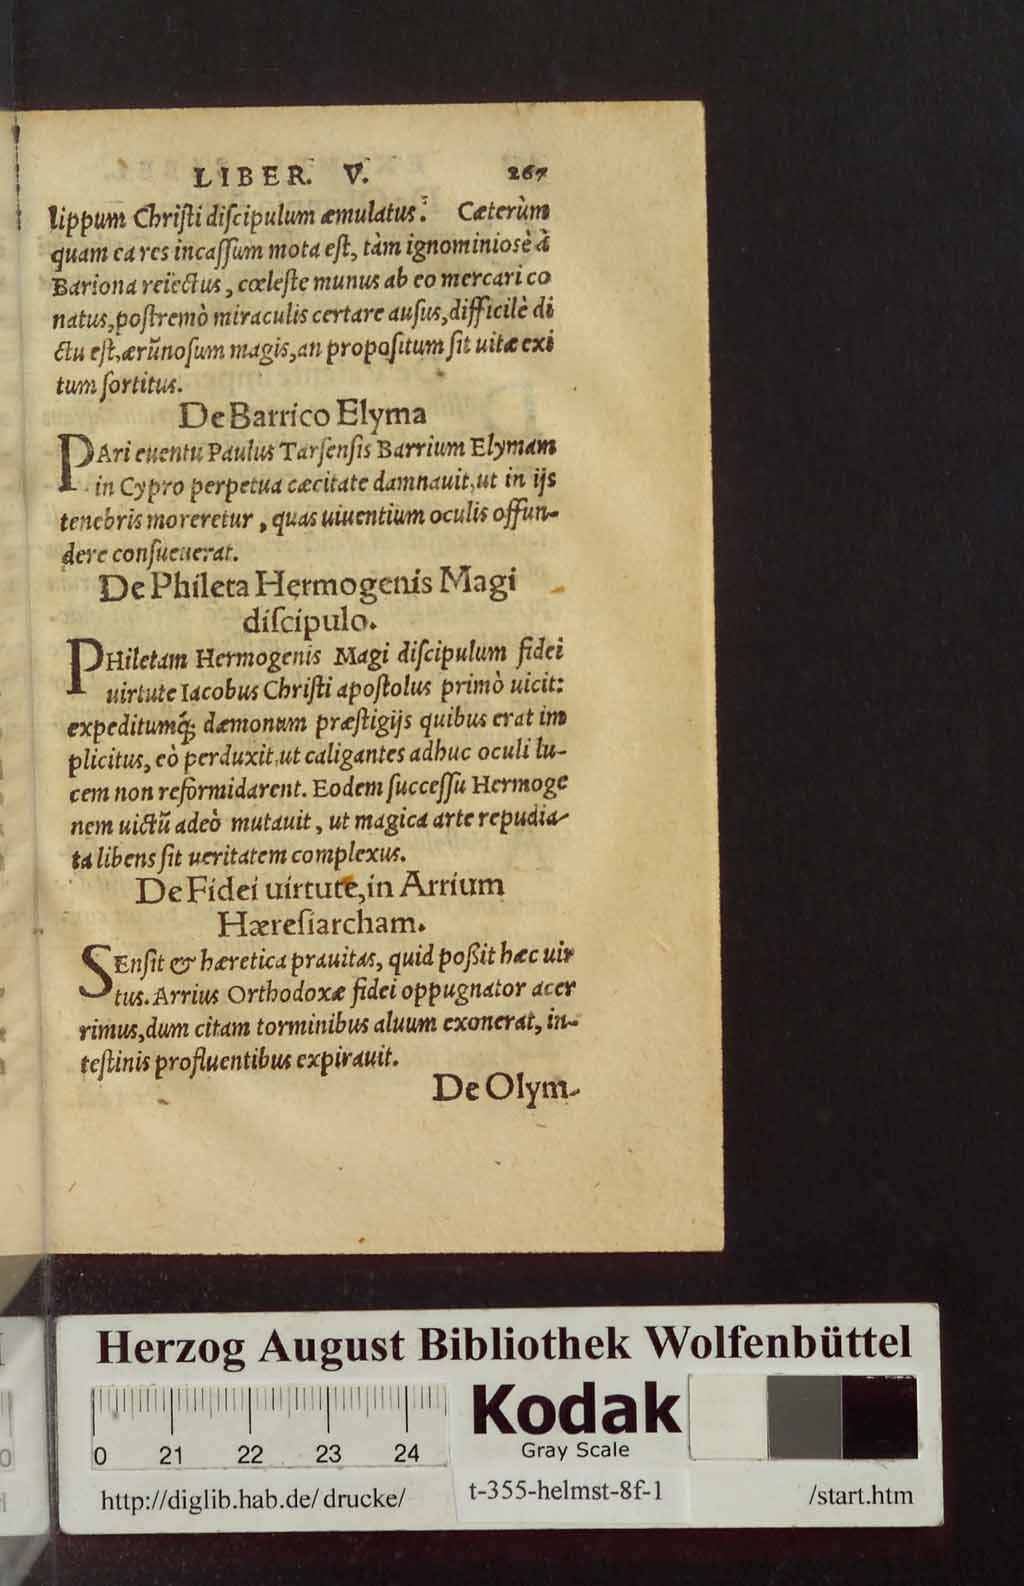 LIBER. V. 267
lippum Chriſti diſcipulum æmulatus? Cæterùm
quam ea res incaſſum mota eſt, tàm ignominiosè à
Bariona reiectus, cœleſte munus ab eo mercari co
natus, poſtremò miraculis certare auſus, difficilè di
ctu eſt, ærūnoſum magis, an propoſitum ſit uitæ exi
tum ſortitus.
De Barrico Elyma
PAri euentu Paulus Tarſenſis Barrium Elymam
in Cypro perpetua cæcitate damnauit, ut in ijs
tenebris moreretur, quas uiuentium oculis offun-
dere conſueuerat.
De Phileta Hermogenis Magi
diſcipulo.
PHiletam Hermogenis Magi diſcipulum fidei
uirtute Iacobus Chriſti apoſtolus primò uicit:
expeditumq́; dæmonum præſtigijs quibus erat im
plicitus, eò perduxit, ut caligantes adhuc oculi lu-
cem non reformidarent. Eodem ſucceſſu Hermoge
nem uictū adeò mutauit, ut magica arte repudia-
ta libens ſit ueritatem complexus.
De Fidei uirtute, in Arrium
Hæreſiarcham.
SEnſit & hæretica prauitas, quid poßit hæc uir
tus. Arrius Orthodoxæ fidei oppugnator acer
rimus, dum citam torminibus aluum exonerat, in-
teſtinis profluentibus expirauit.
De Olym-
Herzog August Bibliothek Wolfenbüttel
0 21 22 23 24
Kodak
Gray Scale
http://diglib.hab.de/drucke/ t-355-helmst-8f-1 /start.htm